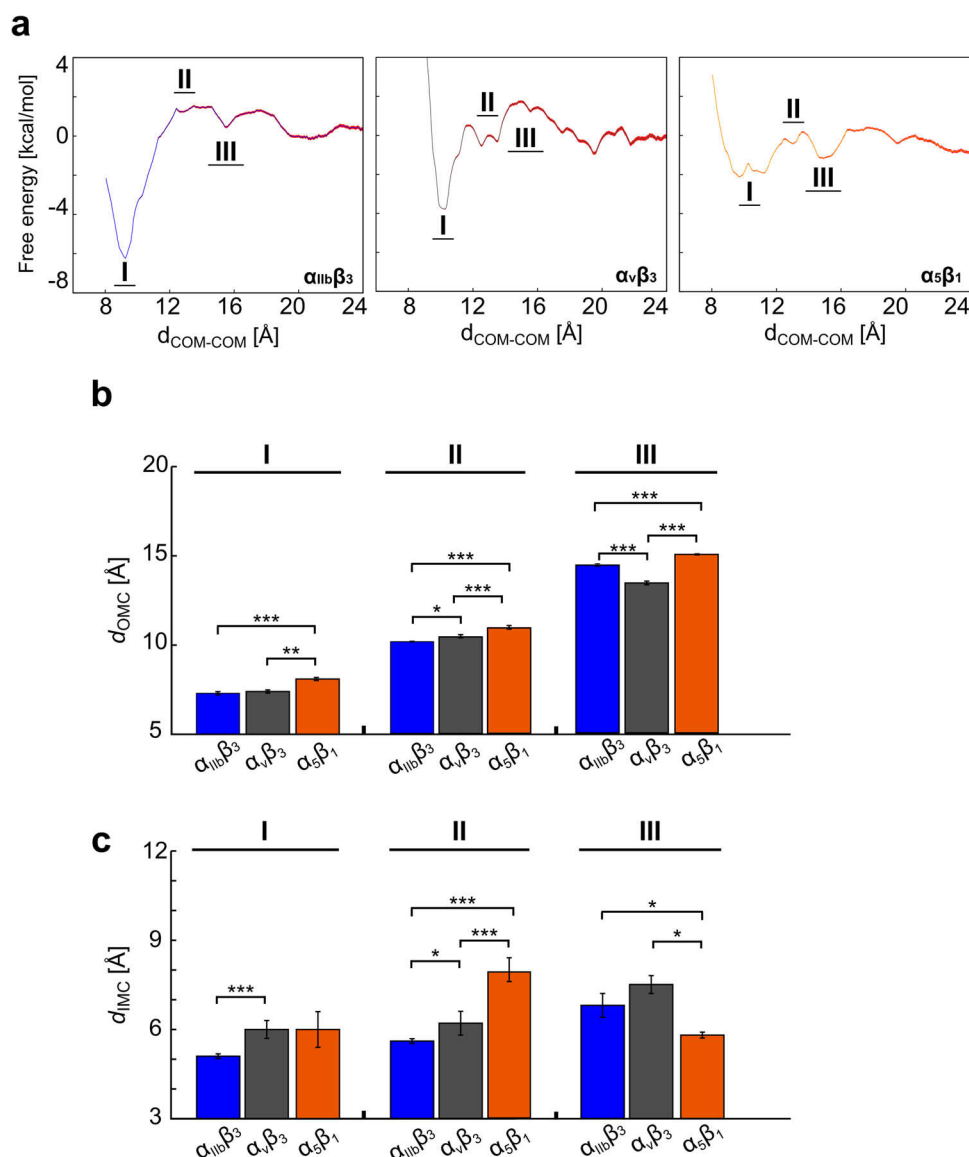 a
Free energy [kcal/mol]
4
0
-4
-8
II
III
I
αIIbβ3
8 12 16 20 24
dCOM-COM [Å]
II
III
I
αvβ3
8 12 16 20 24
dCOM-COM [Å]
II
I
III
α5β1
8 12 16 20 24
dCOM-COM [Å]
b
I II III
dOMC [Å]
20
15
10
5
***
**
***
***
*
***
***
***
αIIbβ3 αvβ3 α5β1 αIIbβ3 αvβ3 α5β1 αIIbβ3 αvβ3 α5β1
c
I II III
dIMC [Å]
12
9
6
3
***
***
***
*
*
*
αIIbβ3 αvβ3 α5β1 αIIbβ3 αvβ3 α5β1 αIIbβ3 αvβ3 α5β1